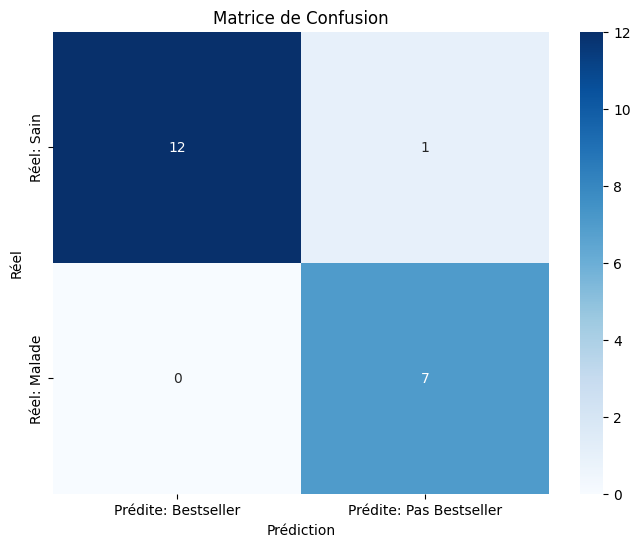 Matrice de Confusion
Réel
Réel: Sain
Réel: Malade
12
1
0
7
Prédite: Bestseller
Prédite: Pas Bestseller
Prédiction
12
10
8
6
4
2
0